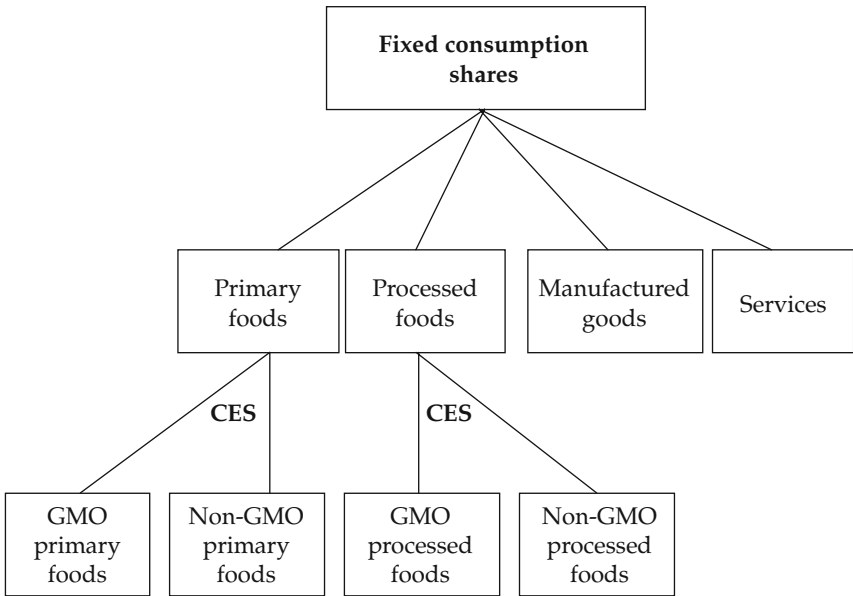 Fixed consumption
shares
Primary
foods
Processed
foods
Manufactured
goods
Services
CES
CES
GMO
primary
foods
Non-GMO
primary
foods
GMO
processed
foods
Non-GMO
processed
foods